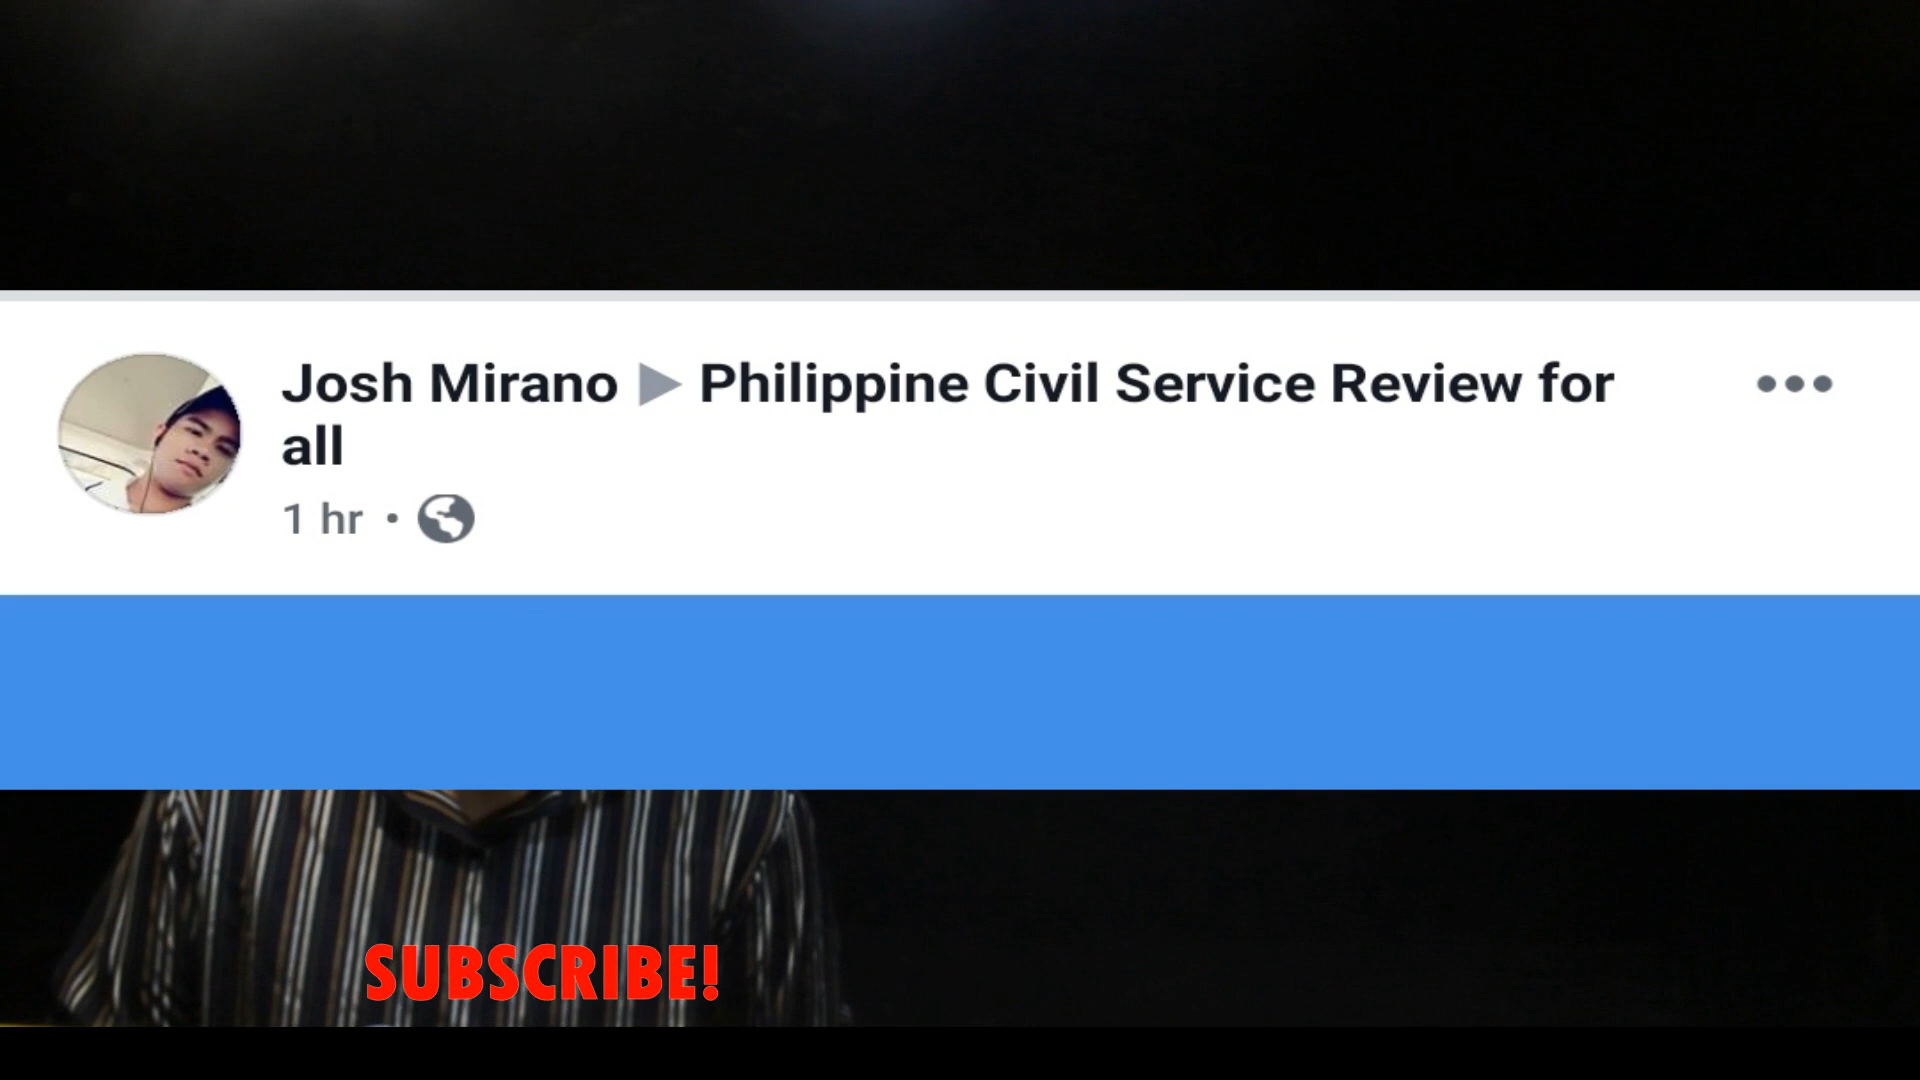 Josh Mirano ▶ Philippine Civil Service Review for
all
1 hr •
SUBSCRIBE!